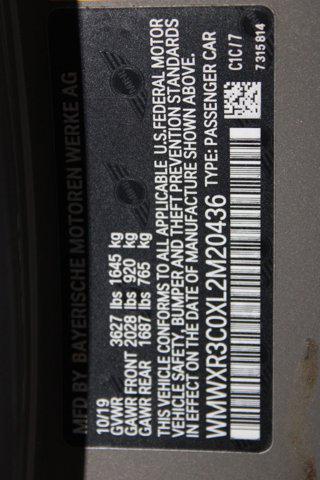 MFD BY BAYERISCHE MOTOREN WERKE AG
10/19
GVWR 3627 lbs 1645 kg
GAWR FRONT 2028 lbs 920 kg
GAWR REAR 1687 lbs 765 kg
THIS VEHICLE CONFORMS TO ALL APPLICABLE U.S.FEDERAL MOTOR
VEHICLE SAFETY, BUMPER AND THEFT PREVENTION STANDARDS
IN EFFECT ON THE DATE OF MANUFACTURE SHOWN ABOVE.
WMWXR3C0XL2M20436 TYPE: PASSENGER CAR
C1C/7
7315814